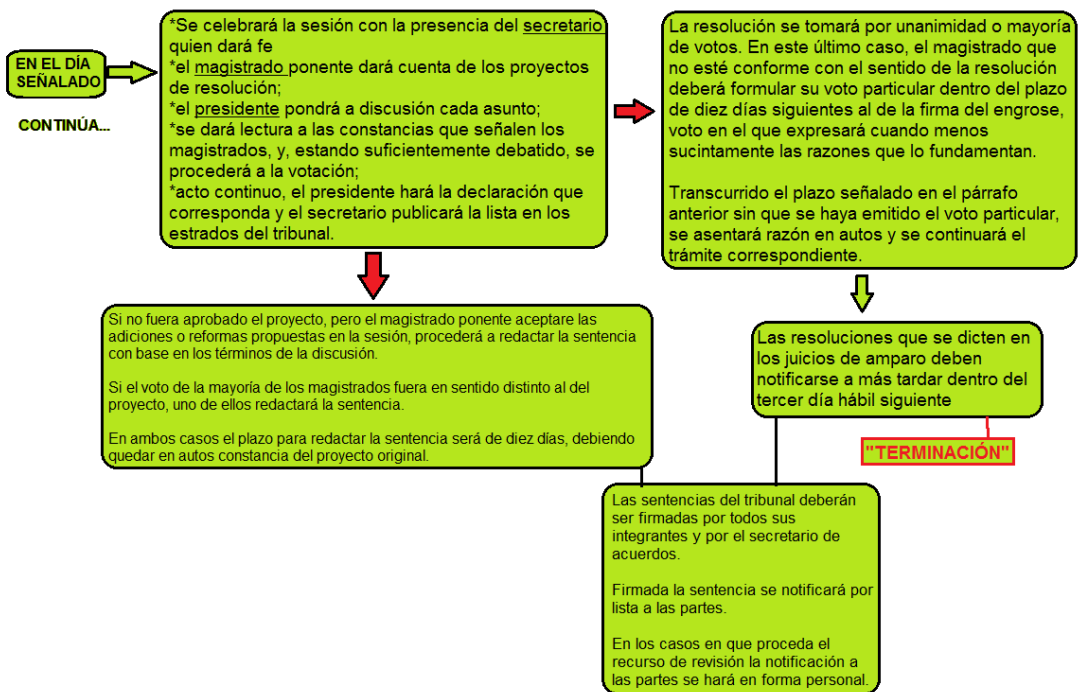 EN EL DÍA
SEÑALADO
CONTINÚA...
*Se celebrará la sesión con la presencia del secretario
quien dará fe
*el magistrado ponente dará cuenta de los proyectos
de resolución;
*el presidente pondrá a discusión cada asunto;
*se dará lectura a las constancias que señalen los
magistrados, y, estando suficientemente debatido, se
procederá a la votación;
*acto continuo, el presidente hará la declaración que
corresponda y el secretario publicará la lista en los
estrados del tribunal.
La resolución se tomará por unanimidad o mayoría
de votos. En este último caso, el magistrado que
no esté conforme con el sentido de la resolución
deberá formular su voto particular dentro del plazo
de diez días siguientes al de la firma del engrose,
voto en el que expresará cuando menos
sucintamente las razones que lo fundamentan.
Transcurrido el plazo señalado en el párrafo
anterior sin que se haya emitido el voto particular,
se asentará razón en autos y se continuará el
trámite correspondiente.
Si no fuera aprobado el proyecto, pero el magistrado ponente aceptare las
adiciones o reformas propuestas en la sesión, procederá a redactar la sentencia
con base en los términos de la discusión.
Si el voto de la mayoría de los magistrados fuera en sentido distinto al del
proyecto, uno de ellos redactará la sentencia.
En ambos casos el plazo para redactar la sentencia será de diez días, debiendo
quedar en autos constancia del proyecto original.
Las resoluciones que se dicten en
los juicios de amparo deben
notificarse a más tardar dentro del
tercer día hábil siguiente
"TERMINACIÓN"
Las sentencias del tribunal deberán
ser firmadas por todos sus
integrantes y por el secretario de
acuerdos.
Firmada la sentencia se notificará por
lista a las partes.
En los casos en que proceda el
recurso de revisión la notificación a
las partes se hará en forma personal.